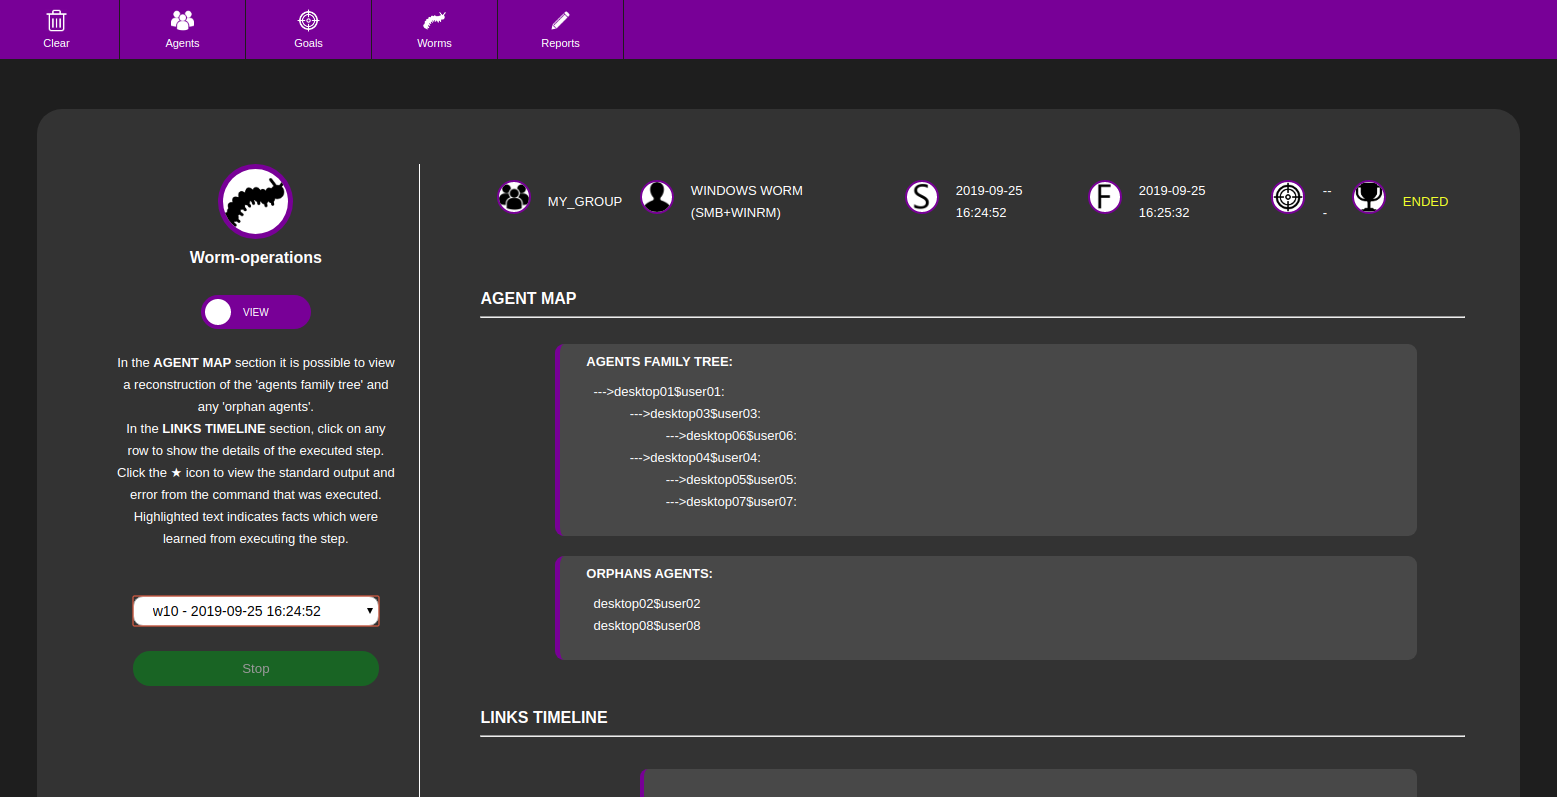 Clear
Agents
Goals
Worms
Reports
Worm-operations
VIEW
In the AGENT MAP section it is possible to view
a reconstruction of the 'agents family tree' and
any 'orphan agents'.
In the LINKS TIMELINE section, click on any
row to show the details of the executed step.
Click the ★ icon to view the standard output and
error from the command that was executed.
Highlighted text indicates facts which were
learned from executing the step.
w10 - 2019-09-25 16:24:52
Stop
MY_GROUP
WINDOWS WORM
(SMB+WINRM)
S
2019-09-25
16:24:52
F
2019-09-25
16:25:32
--
-
ENDED
AGENT MAP
AGENTS FAMILY TREE:
--->desktop01$user01:
--->desktop03$user03:
--->desktop06$user06:
--->desktop04$user04:
--->desktop05$user05:
--->desktop07$user07:
ORPHANS AGENTS:
desktop02$user02
desktop08$user08
LINKS TIMELINE